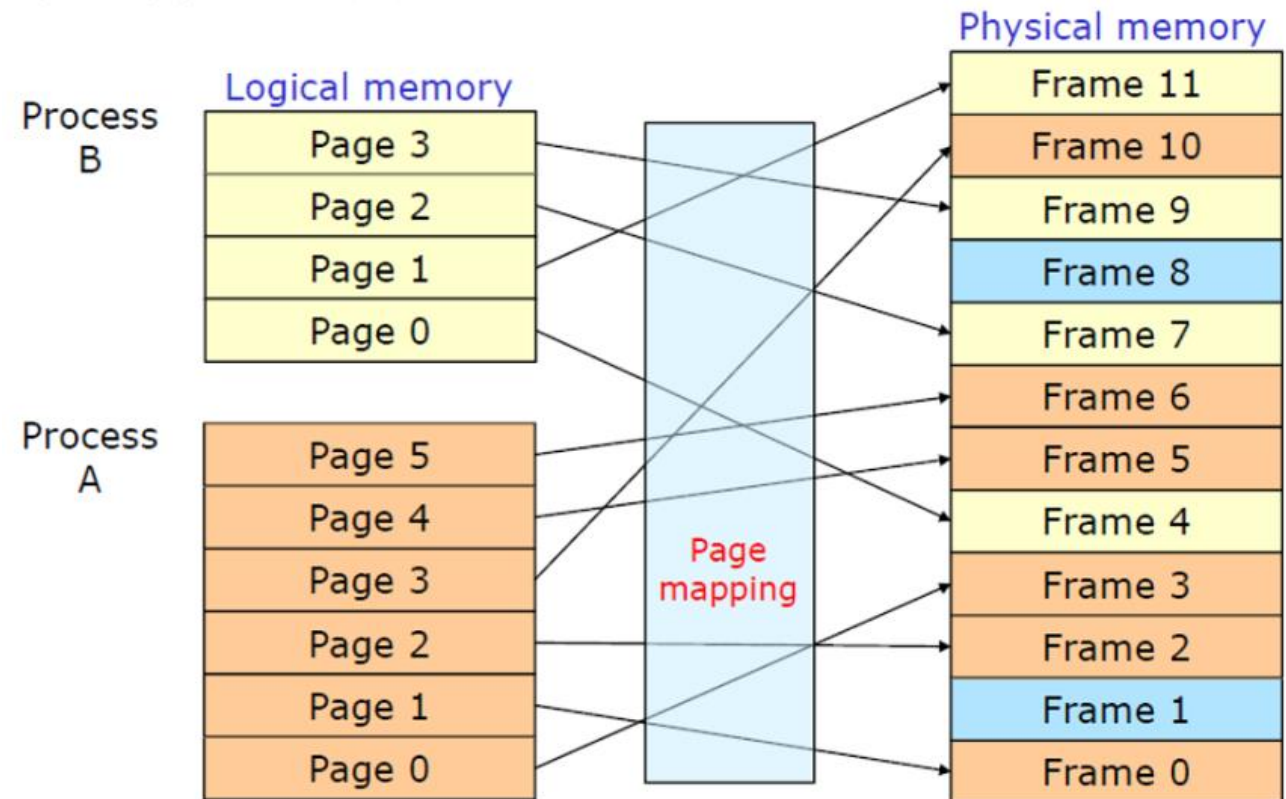 Physical memory
Logical memory
Process
B
Page 3
Page 2
Page 1
Page 0
Process
A
Page 5
Page 4
Page 3
Page 2
Page 1
Page 0
Page
mapping
Frame 11
Frame 10
Frame 9
Frame 8
Frame 7
Frame 6
Frame 5
Frame 4
Frame 3
Frame 2
Frame 1
Frame 0